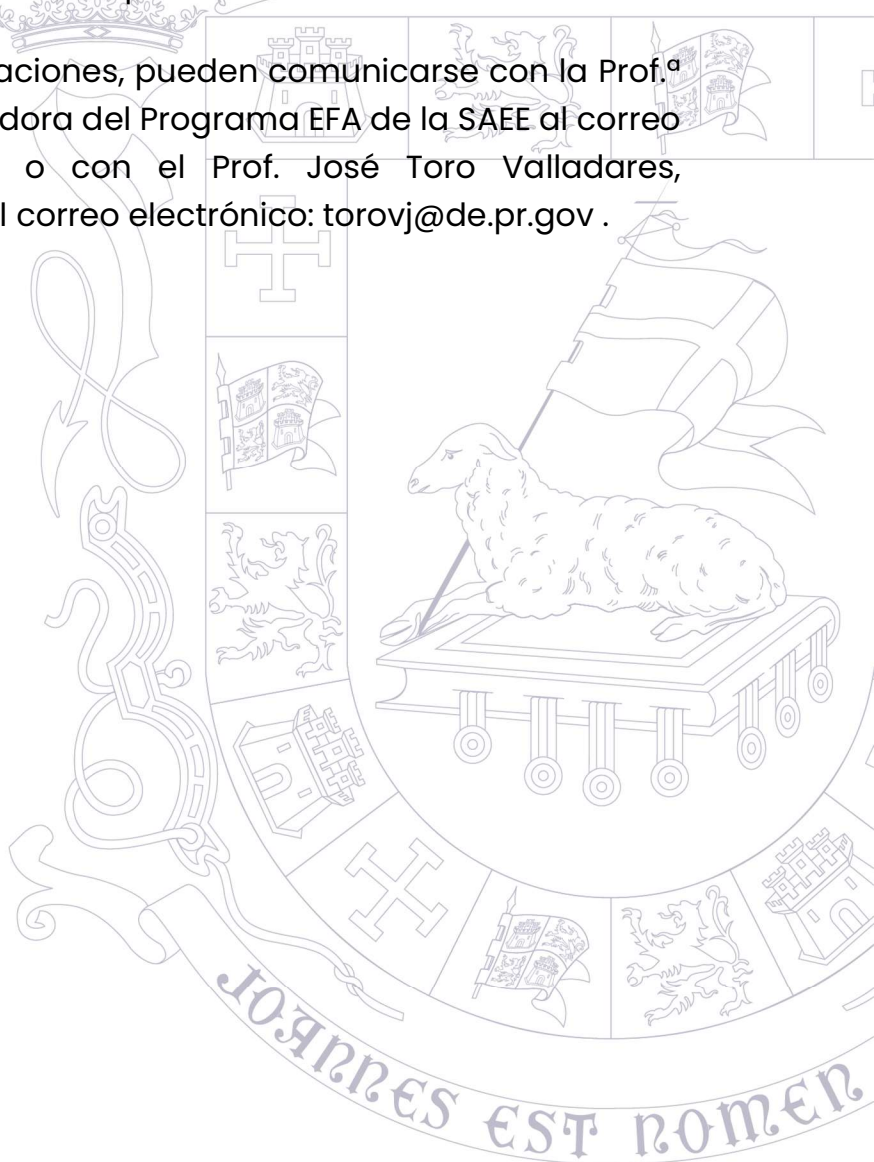 aciones, pueden comunicarse con la Prof.ª
dora del Programa EFA de la SAEE al correo
o con el Prof. José Toro Valladares,
l correo electrónico: torovj@de.pr.gov .
JOANNES EST NOMEN